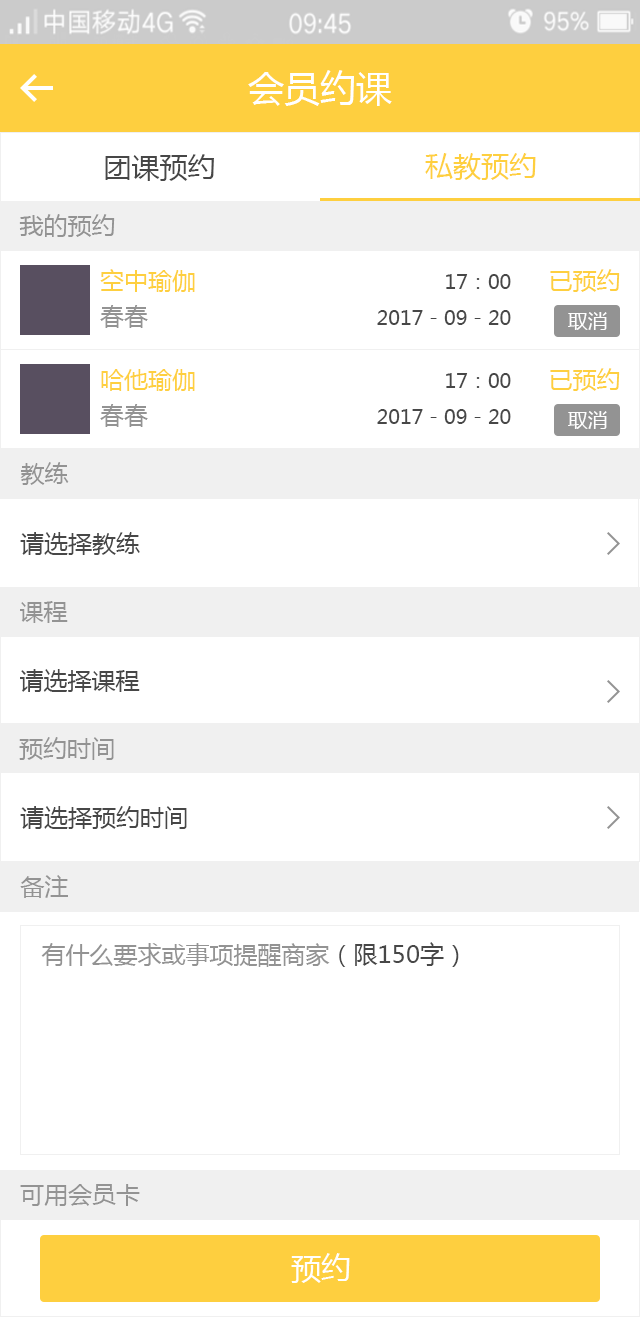 中国移动4G 09:45 95%
会员约课
团课预约 私教预约
我的预约
空中瑜伽 17：00 已预约
春春 2017 - 09 - 20 取消
哈他瑜伽 17：00 已预约
春春 2017 - 09 - 20 取消
教练
请选择教练
课程
请选择课程
预约时间
请选择预约时间
备注
有什么要求或事项提醒商家（限150字）
可用会员卡
预约